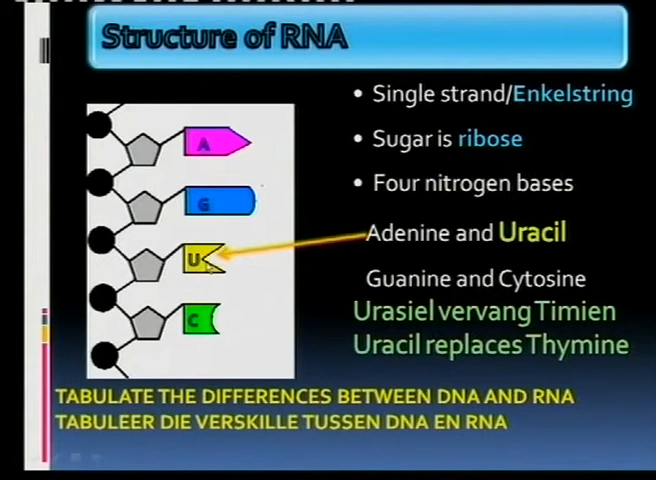 Structure of RNA
• Single strand/Enkelstring
• Sugar is ribose
• Four nitrogen bases
Adenine and Uracil
Guanine and Cytosine
Urasiel vervang Timien
Uracil replaces Thymine
A
G
U
C
TABULATE THE DIFFERENCES BETWEEN DNA AND RNA
TABULEER DIE VERSKILLE TUSSEN DNA EN RNA